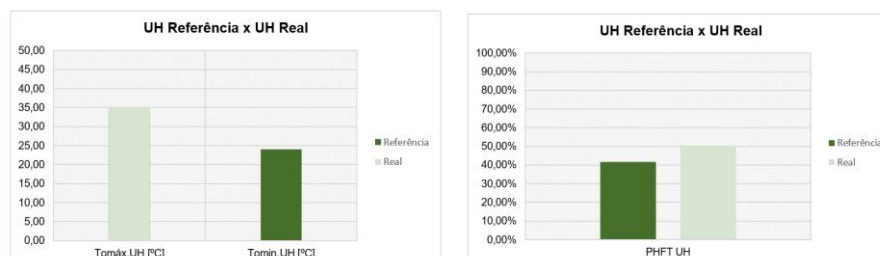 UH Referência x UH Real
50,00
45,00
40,00
35,00
30,00
25,00
20,00
15,00
10,00
5,00
0,00
Tomáx.UH [ºC]
Tomin.UH [ºC]
Referência
Real
UH Referência x UH Real
100,00%
90,00%
80,00%
70,00%
60,00%
50,00%
40,00%
30,00%
20,00%
10,00%
0,00%
PHFT UH
Referência
Real